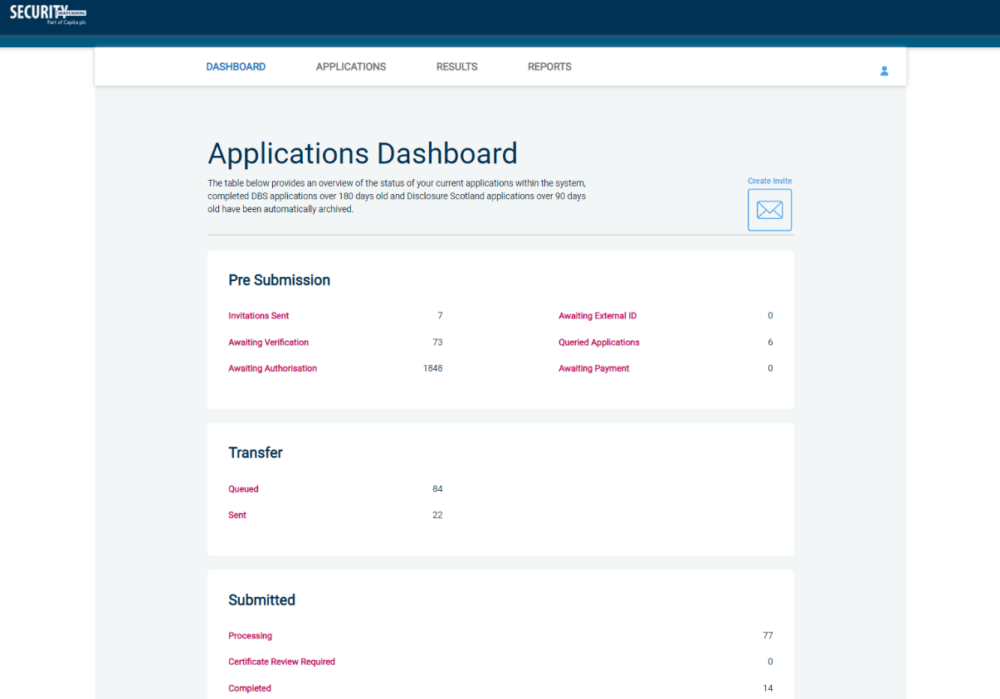 SECURITY WATCHDOG
Part of Capita plc
DASHBOARD APPLICATIONS RESULTS REPORTS
Applications Dashboard
The table below provides an overview of the status of your current applications within the system,
completed DBS applications over 180 days old and Disclosure Scotland applications over 90 days
old have been automatically archived.
Create Invite
Pre Submission
Invitations Sent 7 Awaiting External ID 0
Awaiting Verification 73 Queried Applications 6
Awaiting Authorisation 1848 Awaiting Payment 0
Transfer
Queued 84
Sent 22
Submitted
Processing 77
Certificate Review Required 0
Completed 14